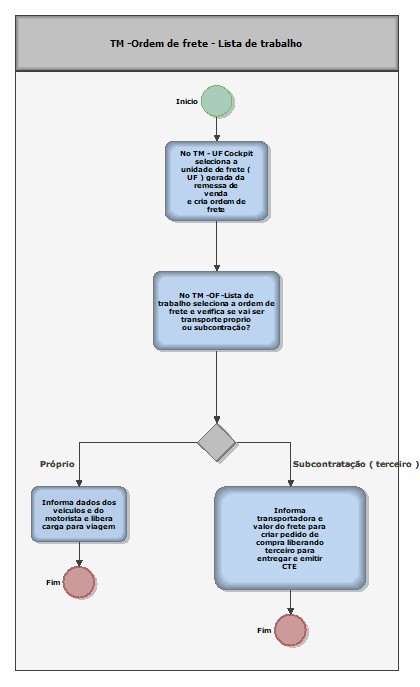 TM -Ordem de frete - Lista de trabalho
Inicio
No TM - UF Cockpit
seleciona a
unidade de frete (
UF ) gerada da
remessa de
venda
e cria ordem de
frete
No TM -OF -Lista de
trabalho seleciona a ordem de
frete e verifica se vai ser
transporte proprio
ou subcontração?
Próprio
Subcontratação ( terceiro )
Informa dados dos
veiculos e do
motorista e libera
carga para viagem
Informa
transportadora e
valor do frete para
criar pedido de
compra liberando
terceiro para
entregar e emitir
CTE
Fim
Fim